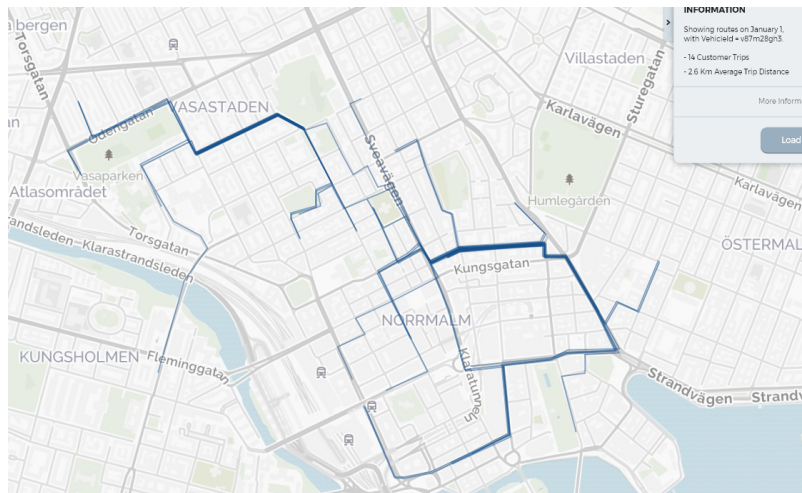 INFORMATION
Showing routes on January 1,
with VehicleId = v87m28gh3.
- 14 Customer Trips
- 2.6 Km Average Trip Distance
More Inform
Load
albergen
Torsgatan
Villastaden
Sturegatan
Karlavägen
VASASTADEN
Odengatan
Vasaparken
Sveavägen
Humlegården
Karlavägen
Atlasområdet
Torsgatan
randsleden - Klarastrandsleden
ÖSTERMAL
Kungsgatan
NORRMALM
KUNGSHOLMEN
Fleminggatan
Klaratunneln
Strandvägen
Strandv